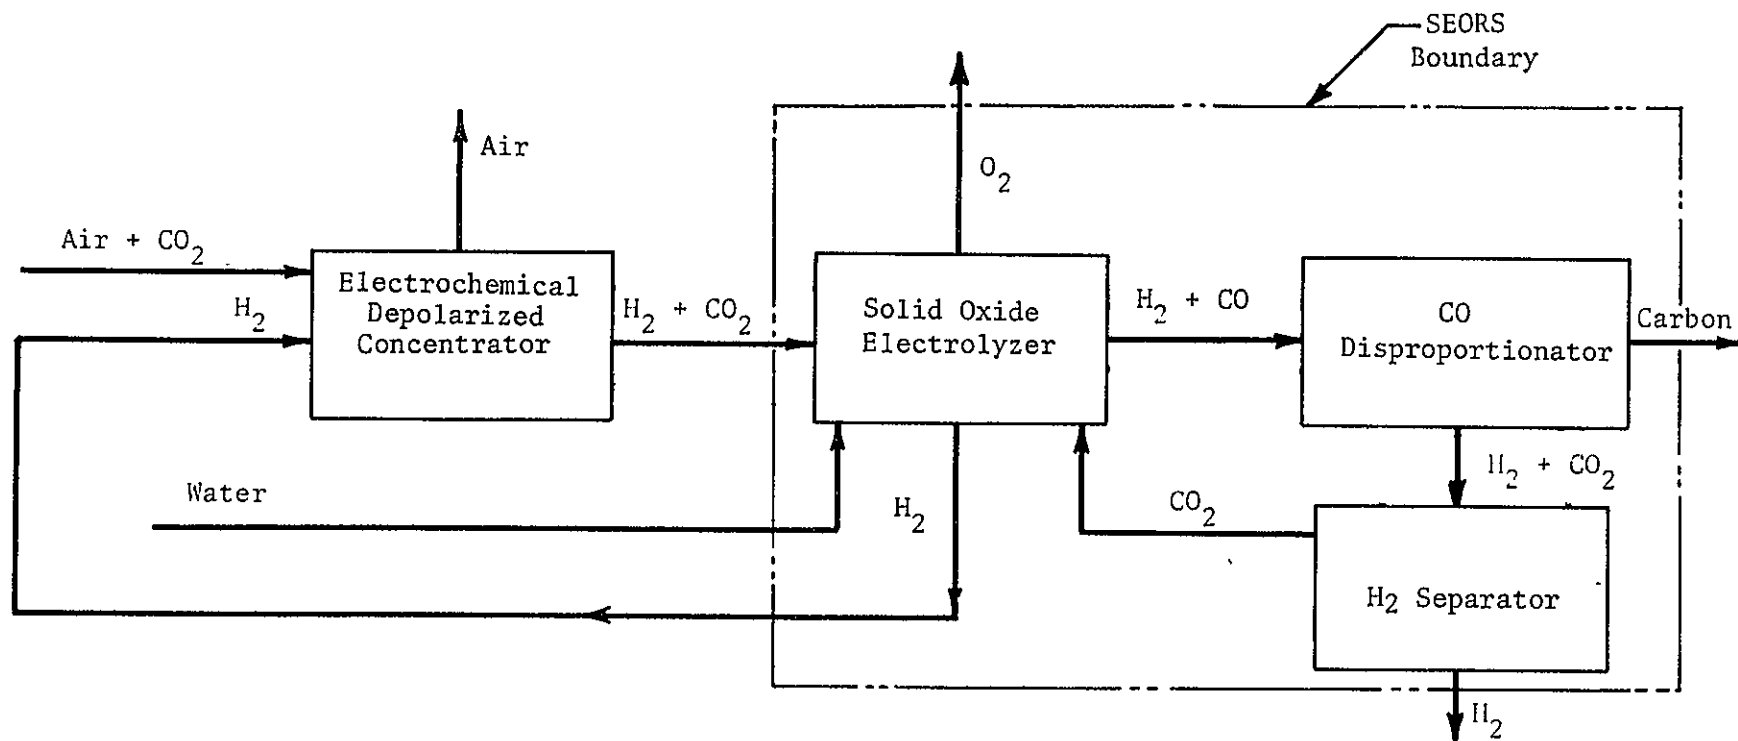 SEORS
Boundary
Air
O2
Air + CO2
H2
Electrochemical
Depolarized
Concentrator
H2 + CO2
Solid Oxide
Electrolyzer
H2 + CO
CO
Disproportionator
Carbon
Water
H2
CO2
H2 + CO2
H2 Separator
H2